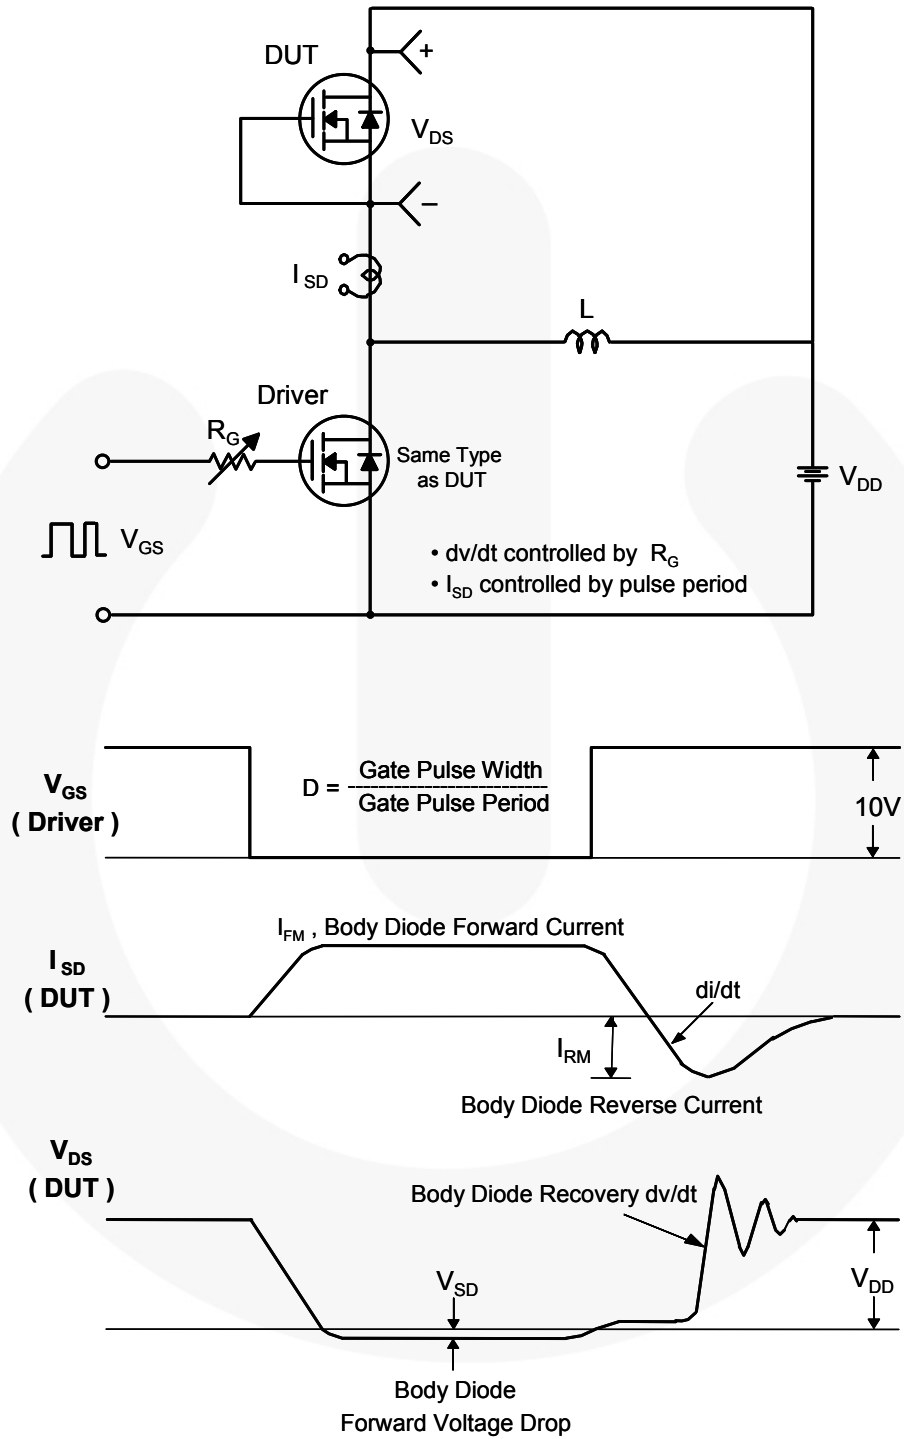 DUT
+
V_DS
−
I_SD
L
Driver
R_G
Same Type
as DUT
V_DD
V_GS
• dv/dt controlled by R_G
• I_SD controlled by pulse period
V_GS
( Driver )
D = Gate Pulse Width
Gate Pulse Period
10V
I_FM , Body Diode Forward Current
I_SD
( DUT )
di/dt
I_RM
Body Diode Reverse Current
V_DS
( DUT )
Body Diode Recovery dv/dt
V_SD
V_DD
Body Diode
Forward Voltage Drop